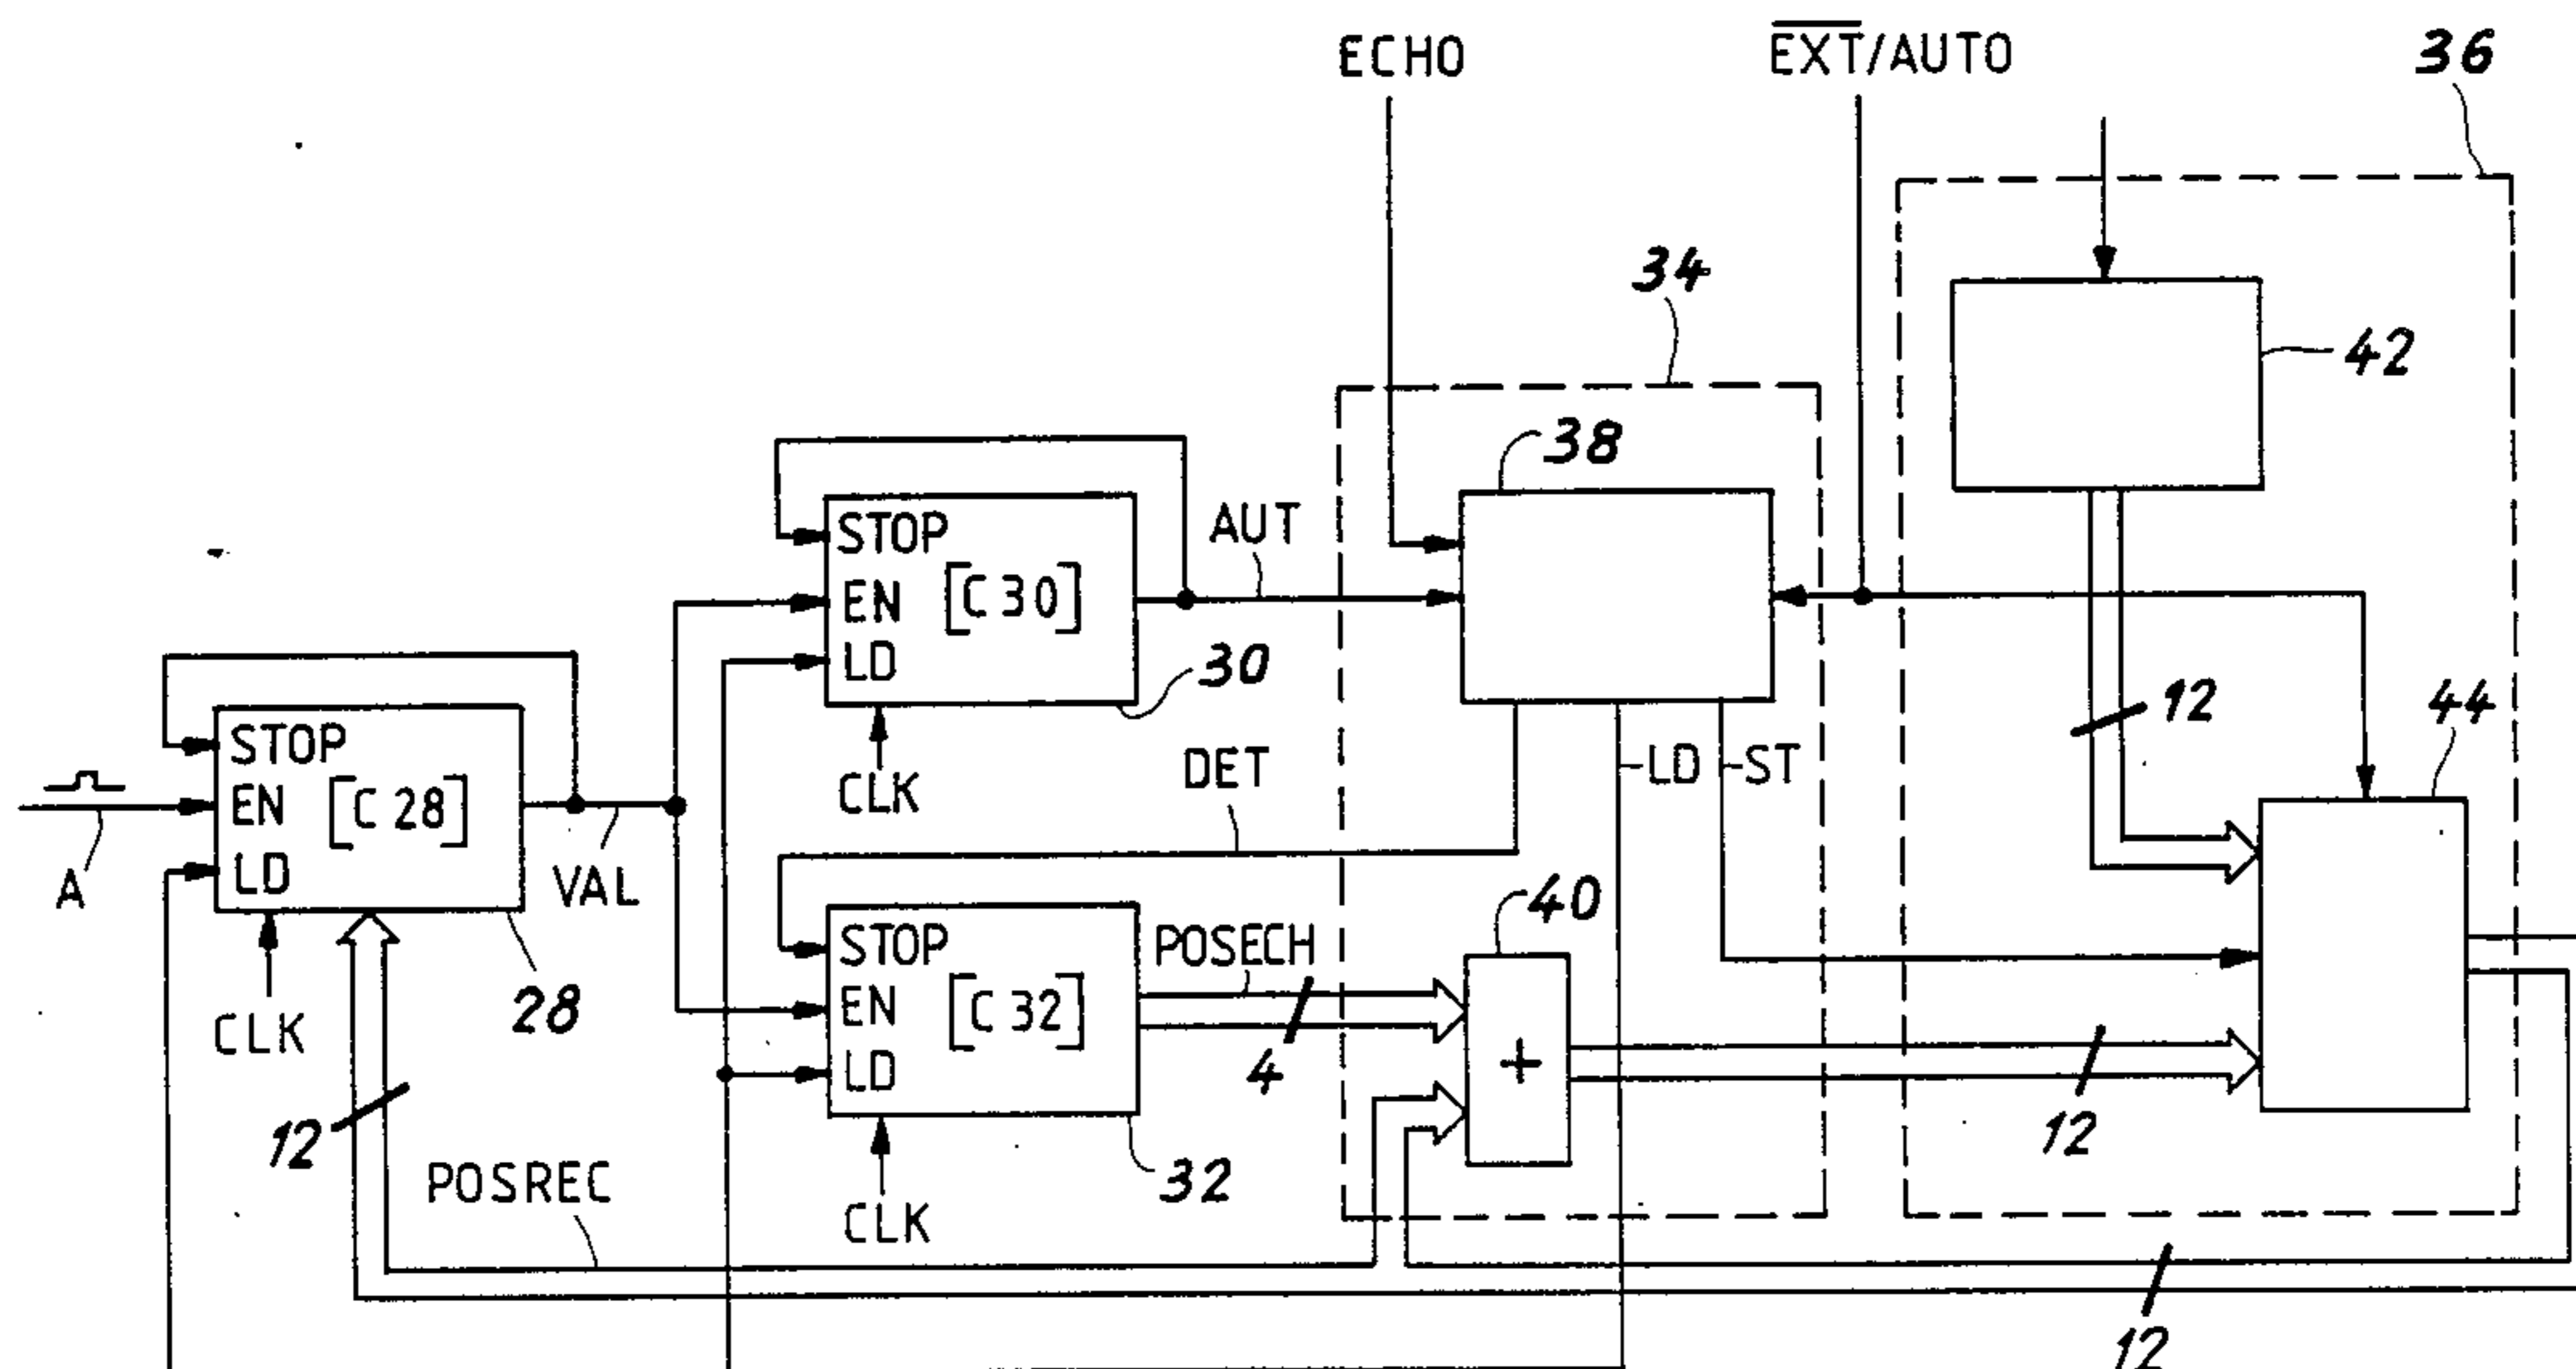 ECHO
EXT/AUTO
36
34
42
38
STOP
EN
LD
[C 30]
AUT
30
CLK
12
44
STOP
EN
LD
[C 28]
A
VAL
28
CLK
DET
LD
ST
40
STOP
EN
LD
[C 32]
POSECH
4
+
12
12
POSREC
32
CLK
12